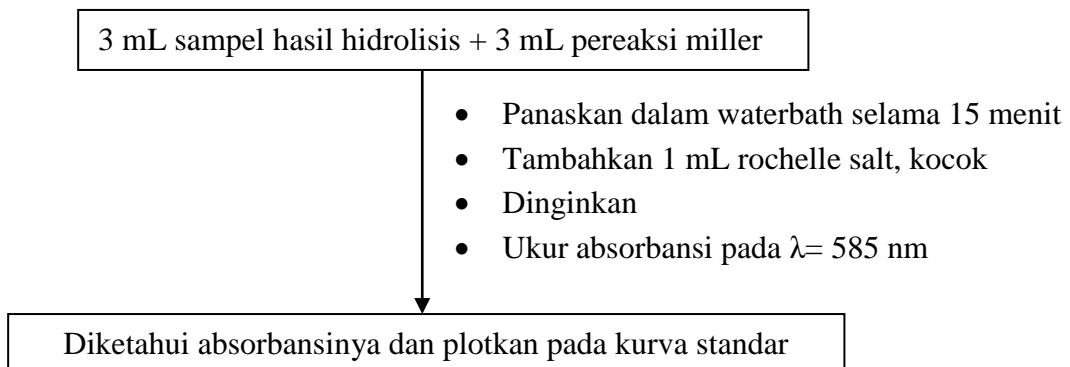 3 mL sampel hasil hidrolisis + 3 mL pereaksi miller
• Panaskan dalam waterbath selama 15 menit
• Tambahkan 1 mL rochelle salt, kocok
• Dinginkan
• Ukur absorbansi pada λ= 585 nm
Diketahui absorbansinya dan plotkan pada kurva standar